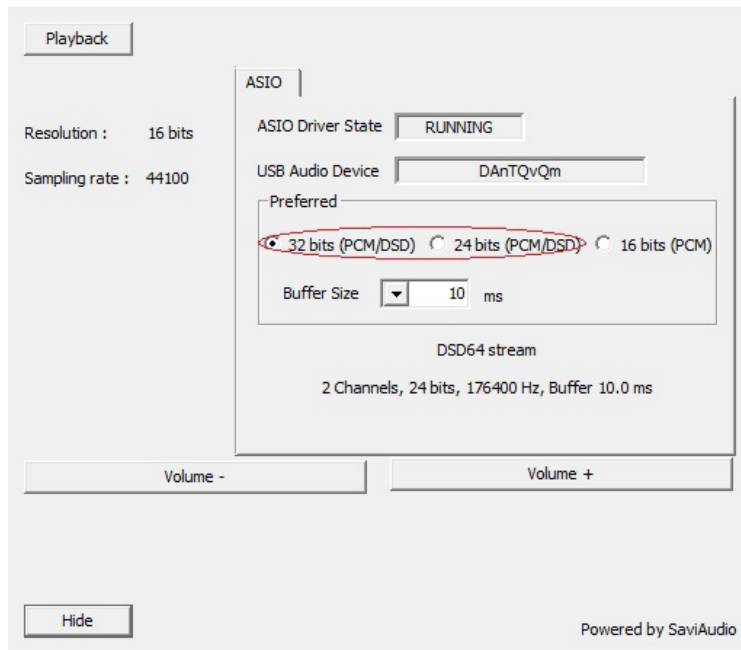 Playback
ASIO
Resolution : 16 bits
ASIO Driver State RUNNING
Sampling rate : 44100
USB Audio Device DAnTQvQm
Preferred
32 bits (PCM/DSD) 24 bits (PCM/DSD) 16 bits (PCM)
Buffer Size 10 ms
DSD64 stream
2 Channels, 24 bits, 176400 Hz, Buffer 10.0 ms
Volume - Volume +
Hide
Powered by SaviAudio